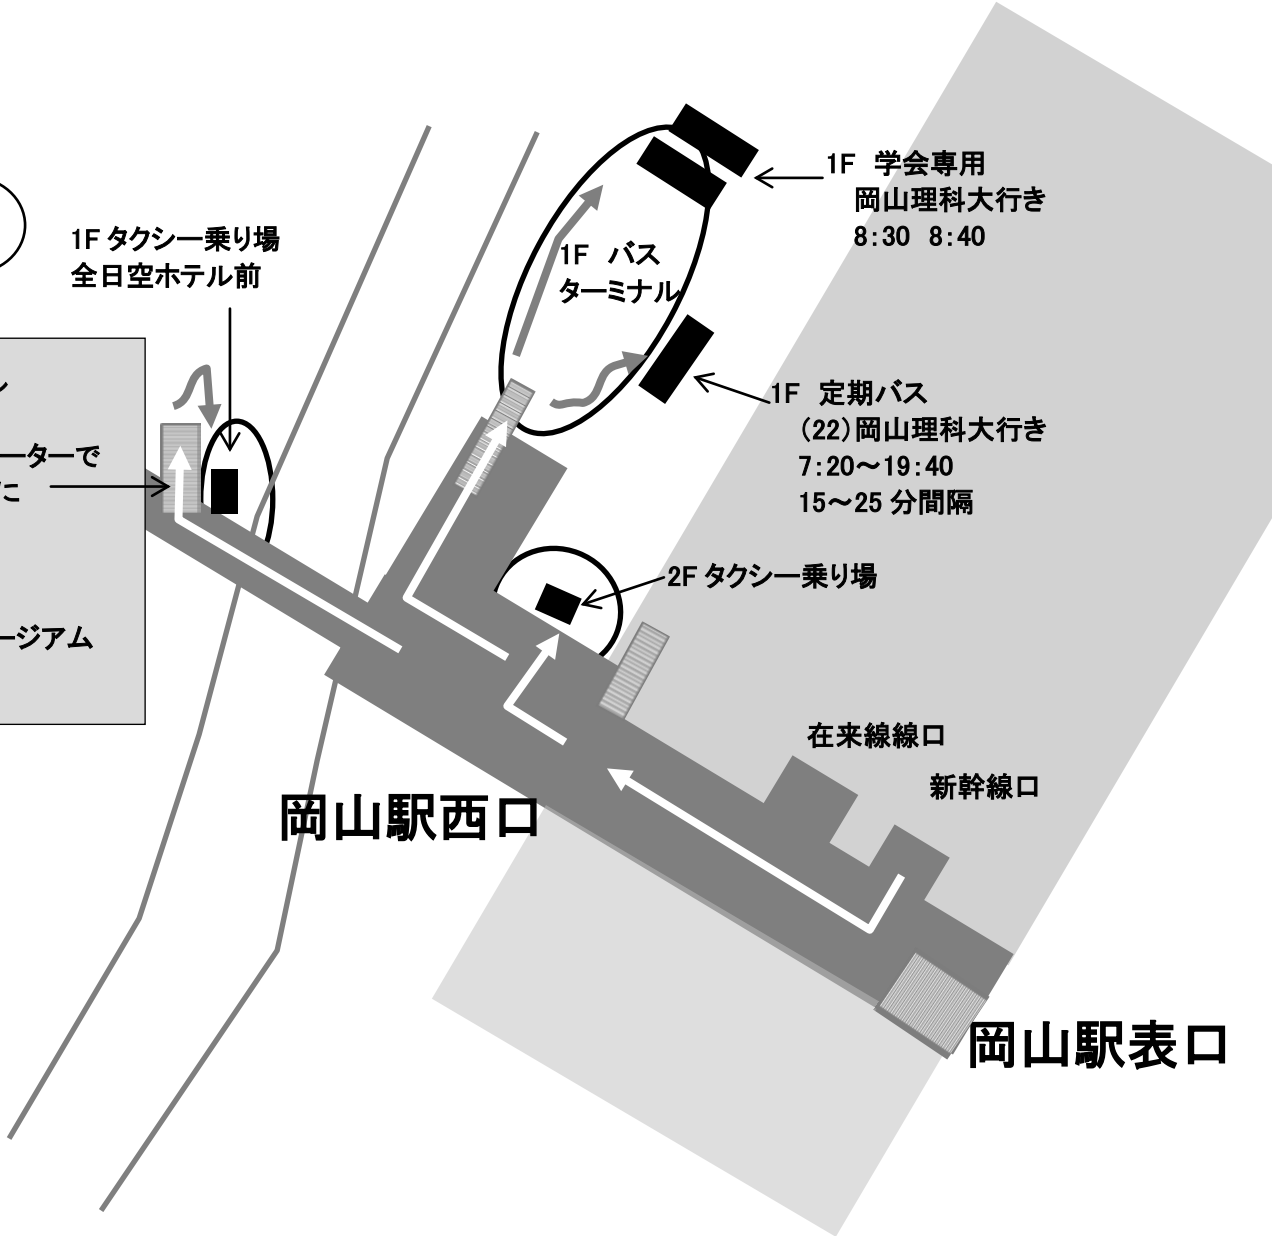 1F 学会専用
岡山理科大行き
8:30 8:40
1F タクシー乗り場
全日空ホテル前
1F バス
ターミナル
ン
ーターで
た
1F 定期バス
(22)岡山理科大行き
7:20～19:40
15～25 分間隔
2F タクシー乗り場
ージアム
在来線線口
新幹線口
岡山駅西口
岡山駅表口